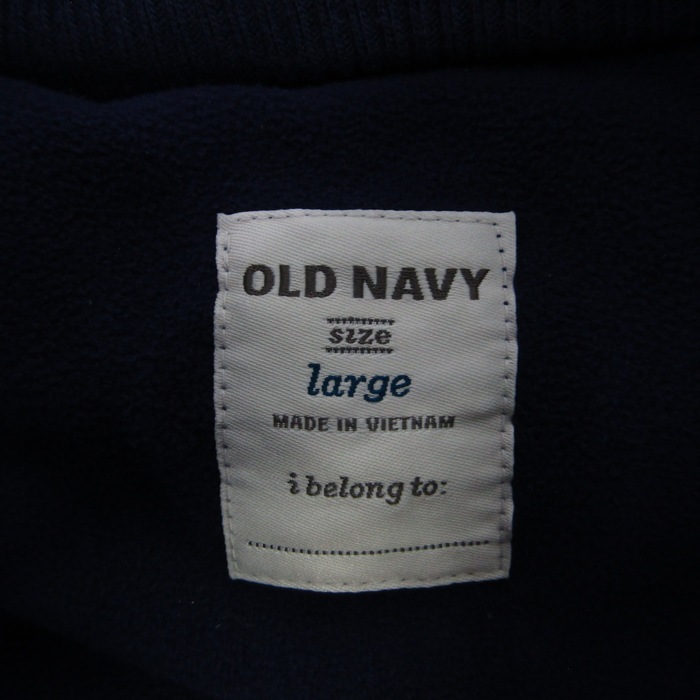 OLD NAVY
size
large
MADE IN VIETNAM
i belong to: